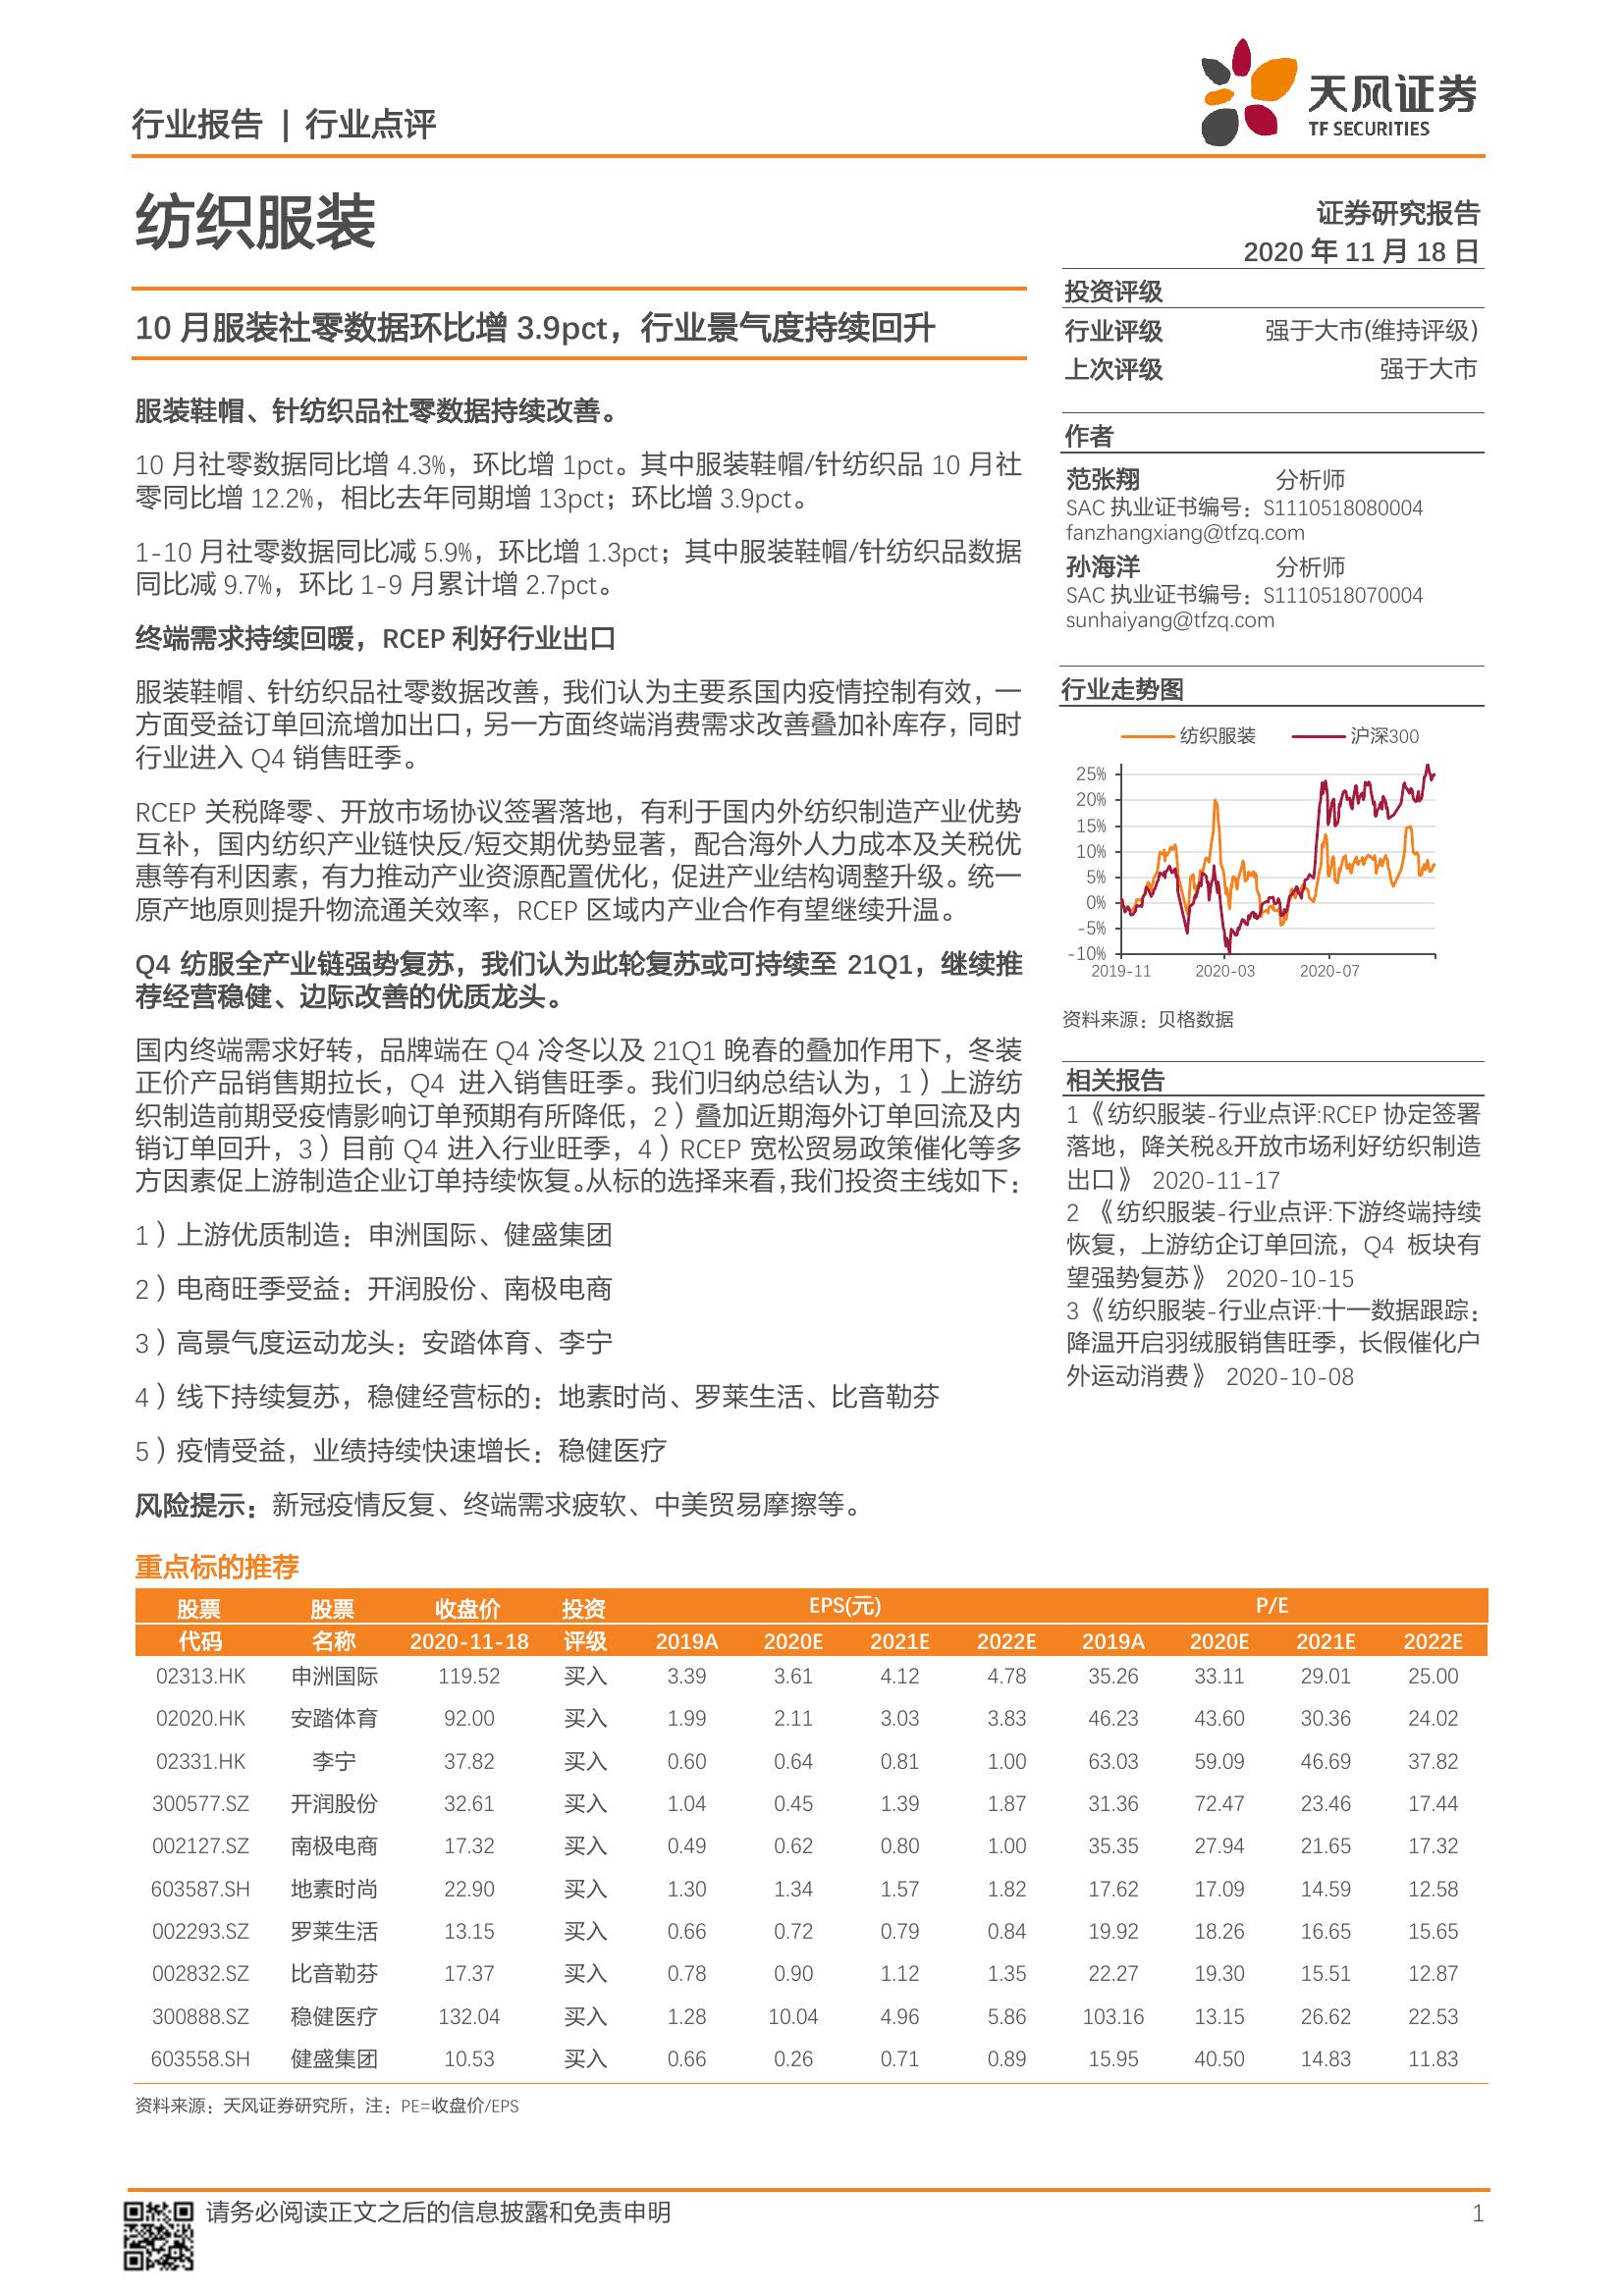 行业报告 | 行业点评
天风证券
TF SECURITIES
纺织服装
证券研究报告
2020 年 11 月 18 日
10 月服装社零数据环比增 3.9pct，行业景气度持续回升
服装鞋帽、针纺织品社零数据持续改善。
10 月社零数据同比增 4.3%，环比增 1pct。其中服装鞋帽/针纺织品 10 月社
零同比增 12.2%，相比去年同期增 13pct；环比增 3.9pct。
1-10 月社零数据同比减 5.9%，环比增 1.3pct；其中服装鞋帽/针纺织品数据
同比减 9.7%，环比 1-9 月累计增 2.7pct。
终端需求持续回暖，RCEP 利好行业出口
服装鞋帽、针纺织品社零数据改善，我们认为主要系国内疫情控制有效，一
方面受益订单回流增加出口，另一方面终端消费需求改善叠加补库存，同时
行业进入 Q4 销售旺季。
RCEP 关税降零、开放市场协议签署落地，有利于国内外纺织制造产业优势
互补，国内纺织产业链快反/短交期优势显著，配合海外人力成本及关税优
惠等有利因素，有力推动产业资源配置优化，促进产业结构调整升级。统一
原产地原则提升物流通关效率，RCEP 区域内产业合作有望继续升温。
Q4 纺服全产业链强势复苏，我们认为此轮复苏或可持续至 21Q1，继续推
荐经营稳健、边际改善的优质龙头。
国内终端需求好转，品牌端在 Q4 冷冬以及 21Q1 晚春的叠加作用下，冬装
正价产品销售期拉长，Q4 进入销售旺季。我们归纳总结认为，1）上游纺
织制造前期受疫情影响订单预期有所降低，2）叠加近期海外订单回流及内
销订单回升，3）目前 Q4 进入行业旺季，4）RCEP 宽松贸易政策催化等多
方因素促上游制造企业订单持续恢复。从标的选择来看，我们投资主线如下：
1）上游优质制造：申洲国际、健盛集团
2）电商旺季受益：开润股份、南极电商
3）高景气度运动龙头：安踏体育、李宁
4）线下持续复苏，稳健经营标的：地素时尚、罗莱生活、比音勒芬
5）疫情受益，业绩持续快速增长：稳健医疗
风险提示：新冠疫情反复、终端需求疲软、中美贸易摩擦等。
投资评级
行业评级 强于大市(维持评级)
上次评级 强于大市
作者
范张翔 分析师
SAC 执业证书编号：S1110518080004
fanzhangxiang@tfzq.com
孙海洋 分析师
SAC 执业证书编号：S1110518070004
sunhaiyang@tfzq.com
行业走势图
纺织服装 沪深300
25%
20%
15%
10%
5%
0%
-5%
-10%
2019-11 2020-03 2020-07
资料来源：贝格数据
相关报告
1《纺织服装-行业点评:RCEP 协定签署
落地，降关税&开放市场利好纺织制造
出口》 2020-11-17
2 《纺织服装-行业点评:下游终端持续
恢复，上游纺企订单回流，Q4 板块有
望强势复苏》 2020-10-15
3《纺织服装-行业点评:十一数据跟踪：
降温开启羽绒服销售旺季，长假催化户
外运动消费》 2020-10-08
重点标的推荐
股票 股票 收盘价 投资 EPS(元) P/E
代码 名称 2020-11-18 评级 2019A 2020E 2021E 2022E 2019A 2020E 2021E 2022E
02313.HK 申洲国际 119.52 买入 3.39 3.61 4.12 4.78 35.26 33.11 29.01 25.00
02020.HK 安踏体育 92.00 买入 1.99 2.11 3.03 3.83 46.23 43.60 30.36 24.02
02331.HK 李宁 37.82 买入 0.60 0.64 0.81 1.00 63.03 59.09 46.69 37.82
300577.SZ 开润股份 32.61 买入 1.04 0.45 1.39 1.87 31.36 72.47 23.46 17.44
002127.SZ 南极电商 17.32 买入 0.49 0.62 0.80 1.00 35.35 27.94 21.65 17.32
603587.SH 地素时尚 22.90 买入 1.30 1.34 1.57 1.82 17.62 17.09 14.59 12.58
002293.SZ 罗莱生活 13.15 买入 0.66 0.72 0.79 0.84 19.92 18.26 16.65 15.65
002832.SZ 比音勒芬 17.37 买入 0.78 0.90 1.12 1.35 22.27 19.30 15.51 12.87
300888.SZ 稳健医疗 132.04 买入 1.28 10.04 4.96 5.86 103.16 13.15 26.62 22.53
603558.SH 健盛集团 10.53 买入 0.66 0.26 0.71 0.89 15.95 40.50 14.83 11.83
资料来源：天风证券研究所，注：PE=收盘价/EPS
请务必阅读正文之后的信息披露和免责申明 1